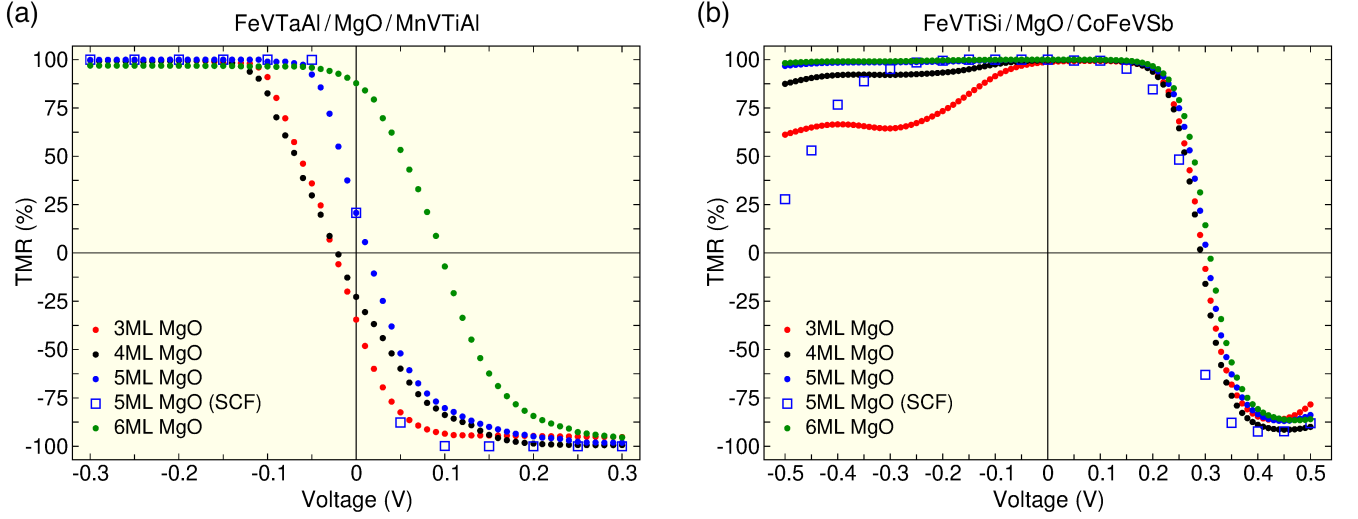 (a)
FeVTaAl/MgO/MnVTiAl
TMR (%)
100
75
50
25
0
-25
-50
-75
-100
3ML MgO
4ML MgO
5ML MgO
5ML MgO (SCF)
6ML MgO
-0.3 -0.2 -0.1 0 0.1 0.2 0.3
Voltage (V)
(b)
FeVTiSi/MgO/CoFeVSb
TMR (%)
100
75
50
25
0
-25
-50
-75
-100
3ML MgO
4ML MgO
5ML MgO
5ML MgO (SCF)
6ML MgO
-0.5 -0.4 -0.3 -0.2 -0.1 0 0.1 0.2 0.3 0.4 0.5
Voltage (V)